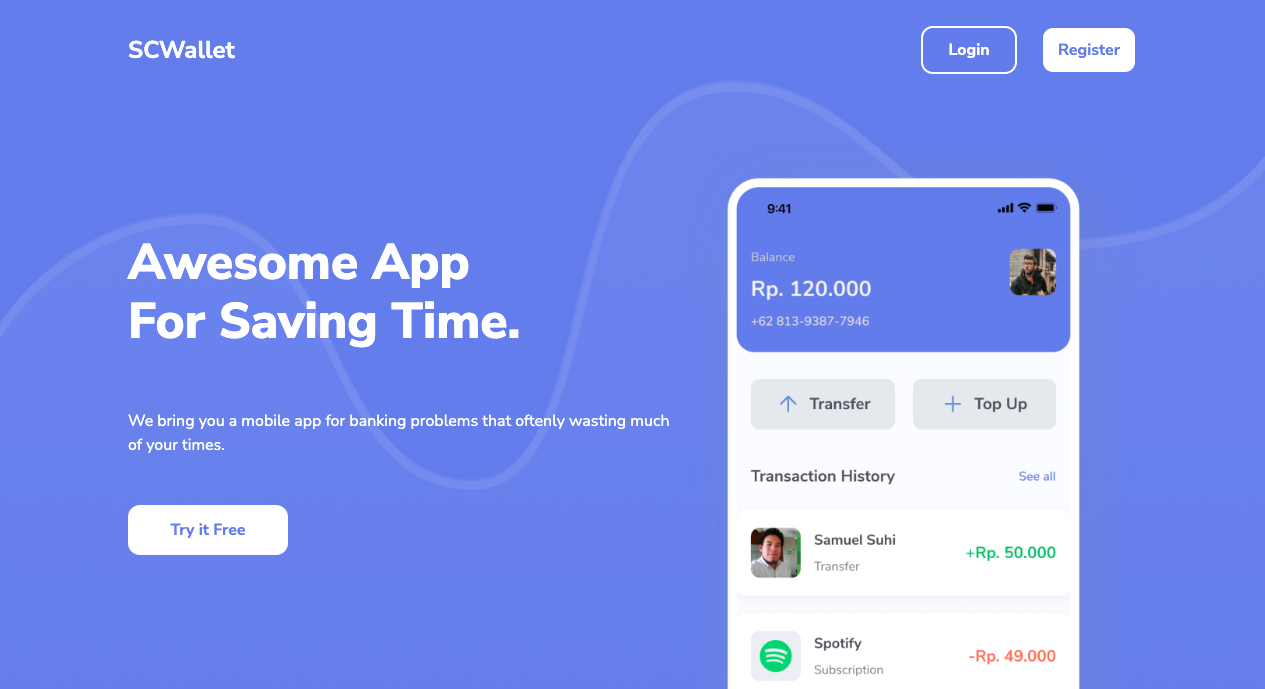 SCWallet
Login
Register
Awesome App
For Saving Time.
We bring you a mobile app for banking problems that oftenly wasting much
of your times.
Try it Free
9:41
Balance
Rp. 120.000
+62 813-9387-7946
Transfer
Top Up
Transaction History
See all
Samuel Suhi
Transfer
+Rp. 50.000
Spotify
Subscription
-Rp. 49.000